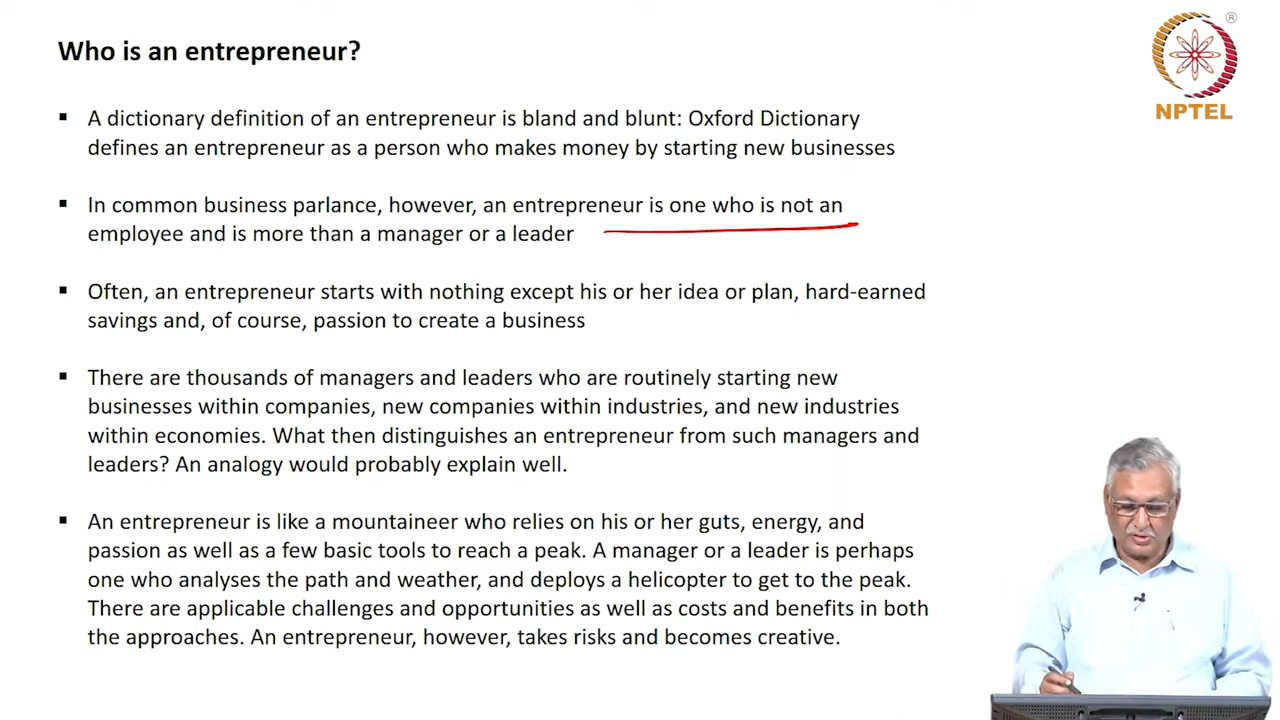 Who is an entrepreneur?
▪ A dictionary definition of an entrepreneur is bland and blunt: Oxford Dictionary
defines an entrepreneur as a person who makes money by starting new businesses
▪ In common business parlance, however, an entrepreneur is one who is not an
employee and is more than a manager or a leader
▪ Often, an entrepreneur starts with nothing except his or her idea or plan, hard-earned
savings and, of course, passion to create a business
▪ There are thousands of managers and leaders who are routinely starting new
businesses within companies, new companies within industries, and new industries
within economies. What then distinguishes an entrepreneur from such managers and
leaders? An analogy would probably explain well.
▪ An entrepreneur is like a mountaineer who relies on his or her guts, energy, and
passion as well as a few basic tools to reach a peak. A manager or a leader is perhaps
one who analyses the path and weather, and deploys a helicopter to get to the peak.
There are applicable challenges and opportunities as well as costs and benefits in both
the approaches. An entrepreneur, however, takes risks and becomes creative.
®
NPTEL